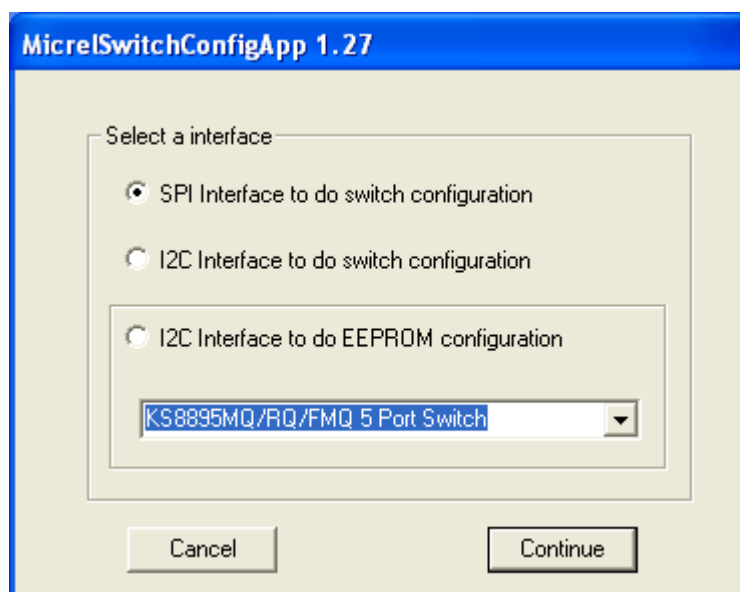 MicrelSwitchConfigApp 1.27
Select a interface
SPI Interface to do switch configuration
I2C Interface to do switch configuration
I2C Interface to do EEPROM configuration
KS8895MQ/RQ/FMQ 5 Port Switch
Cancel
Continue